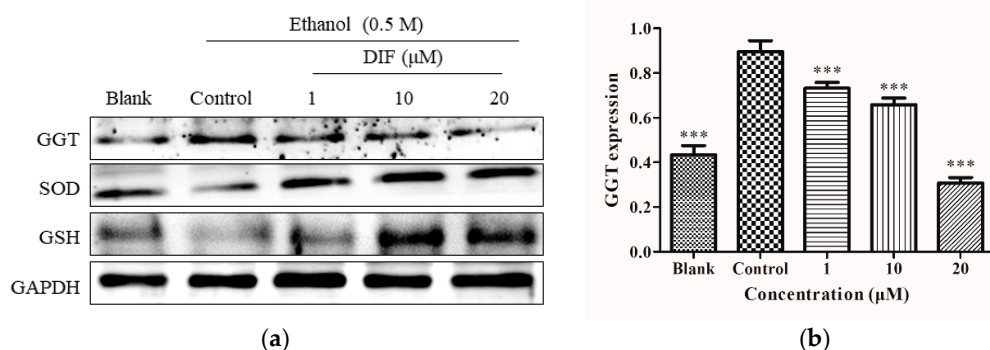 Ethanol (0.5 M)
DIF (μM)
Blank Control 1 10 20
GGT
SOD
GSH
GAPDH
(a)
GGT expression
1.0
0.8
0.6
0.4
0.2
0.0
***
***
***
***
Blank Control 1 10 20
Concentration (μM)
(b)